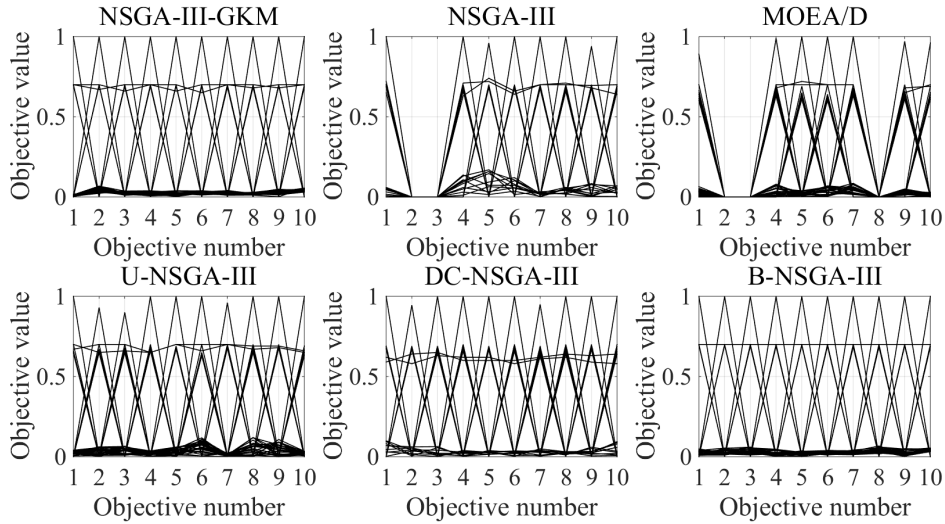 NSGA-III-GKM NSGA-III MOEA/D
1 1 1
Objective value Objective value Objective value
0.5 0.5 0.5
0 0 0
1 2 3 4 5 6 7 8 9 10 1 2 3 4 5 6 7 8 9 10 1 2 3 4 5 6 7 8 9 10
Objective number Objective number Objective number
U-NSGA-III DC-NSGA-III B-NSGA-III
1 1 1
Objective value Objective value Objective value
0.5 0.5 0.5
0 0 0
1 2 3 4 5 6 7 8 9 10 1 2 3 4 5 6 7 8 9 10 1 2 3 4 5 6 7 8 9 10
Objective number Objective number Objective number